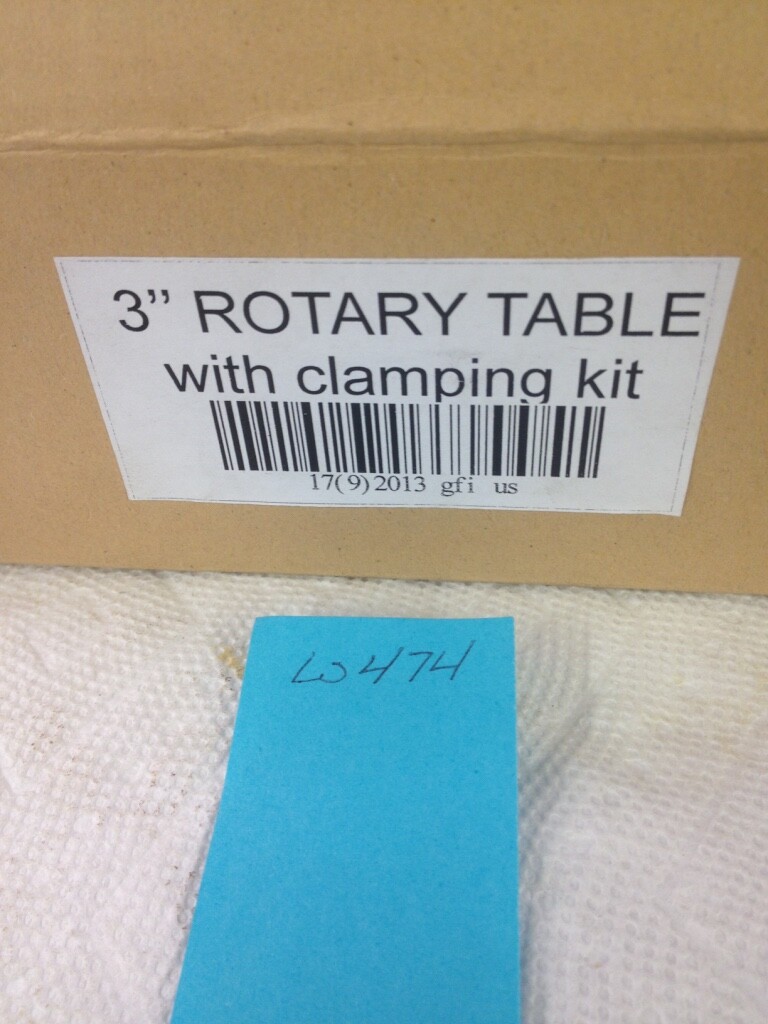 3” ROTARY TABLE
with clamping kit
17(9)2013 gfi us
W474